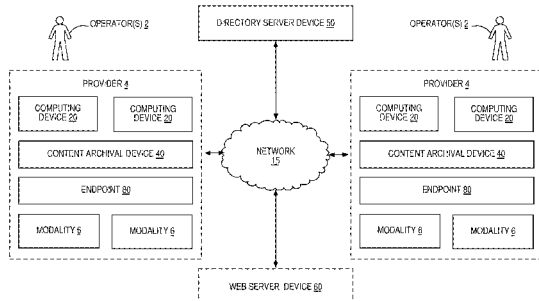 OPERATOR(S) 2
DIRECTORY SERVER DEVICE 50
OPERATOR(S) 2
PROVIDER 4
COMPUTING DEVICE 20
COMPUTING DEVICE 20
CONTENT ARCHIVAL DEVICE 40
ENDPOINT 80
MODALITY 6
MODALITY 6
NETWORK
15
PROVIDER 4
COMPUTING DEVICE 20
COMPUTING DEVICE 20
CONTENT ARCHIVAL DEVICE 40
ENDPOINT 80
MODALITY 6
MODALITY 6
WEB SERVER DEVICE 60